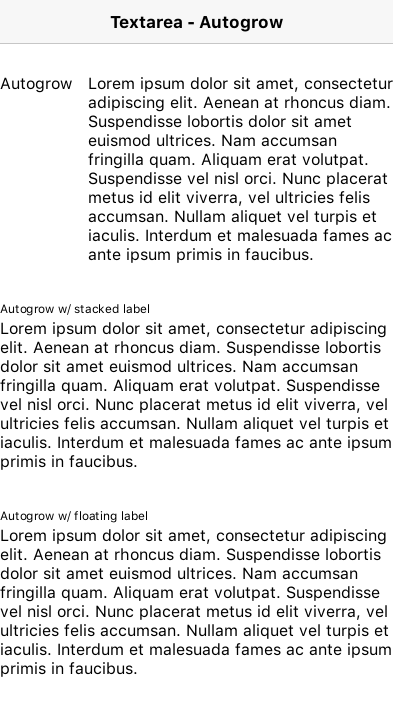 Textarea - Autogrow
Autogrow Lorem ipsum dolor sit amet, consectetur
adipiscing elit. Aenean at rhoncus diam.
Suspendisse lobortis dolor sit amet
euismod ultrices. Nam accumsan
fringilla quam. Aliquam erat volutpat.
Suspendisse vel nisl orci. Nunc placerat
metus id elit viverra, vel ultricies felis
accumsan. Nullam aliquet vel turpis et
iaculis. Interdum et malesuada fames ac
ante ipsum primis in faucibus.
Autogrow w/ stacked label
Lorem ipsum dolor sit amet, consectetur adipiscing
elit. Aenean at rhoncus diam. Suspendisse lobortis
dolor sit amet euismod ultrices. Nam accumsan
fringilla quam. Aliquam erat volutpat. Suspendisse
vel nisl orci. Nunc placerat metus id elit viverra, vel
ultricies felis accumsan. Nullam aliquet vel turpis et
iaculis. Interdum et malesuada fames ac ante ipsum
primis in faucibus.
Autogrow w/ floating label
Lorem ipsum dolor sit amet, consectetur adipiscing
elit. Aenean at rhoncus diam. Suspendisse lobortis
dolor sit amet euismod ultrices. Nam accumsan
fringilla quam. Aliquam erat volutpat. Suspendisse
vel nisl orci. Nunc placerat metus id elit viverra, vel
ultricies felis accumsan. Nullam aliquet vel turpis et
iaculis. Interdum et malesuada fames ac ante ipsum
primis in faucibus.